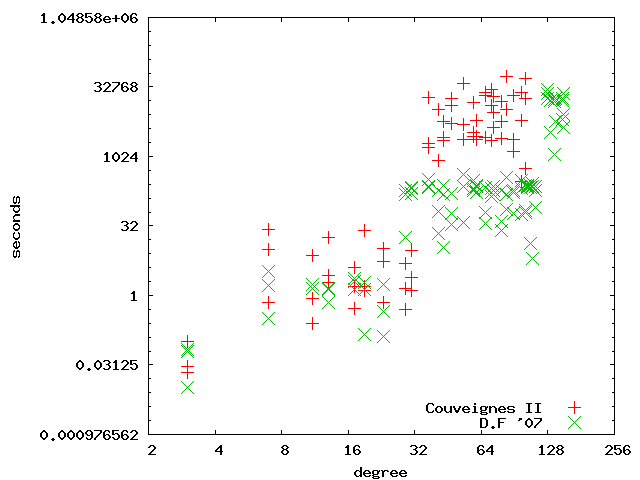 1.04858e+06
32768
1024
32
1
0.03125
0.000976562
seconds
2 4 8 16 32 64 128 256
degree
Couveignes II
D.F '07